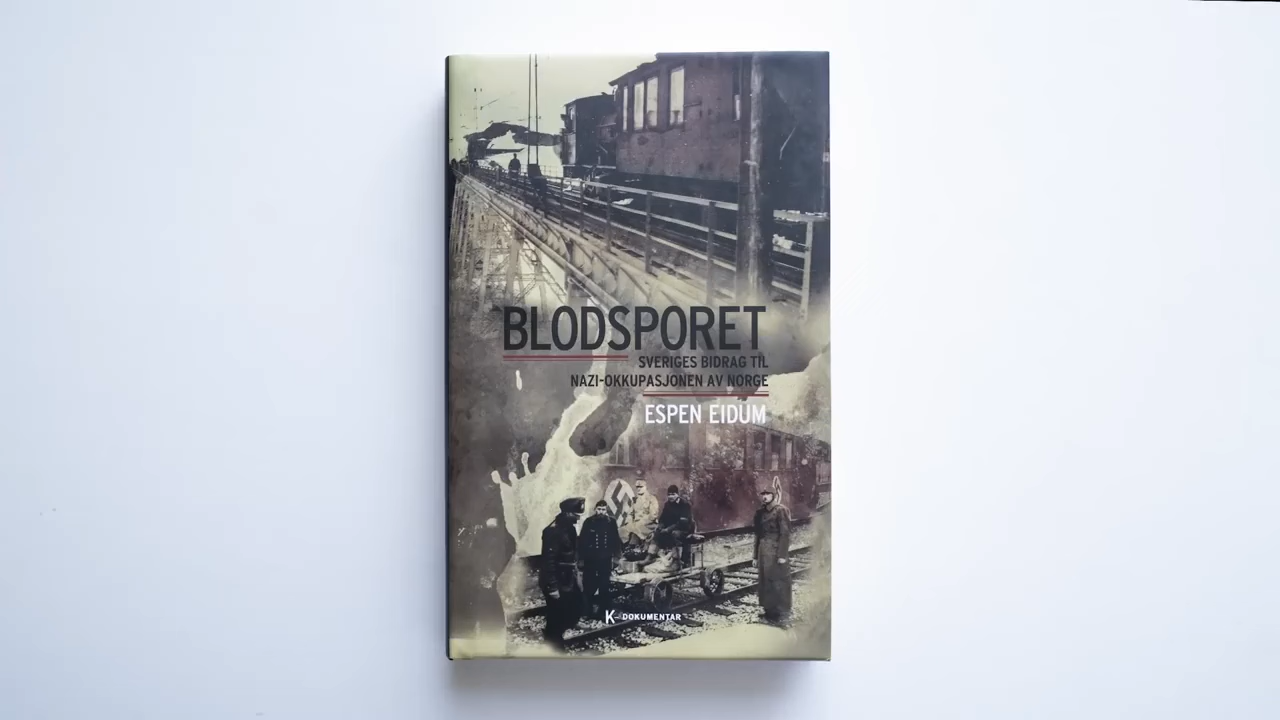 BLODSPORET
SVERIGES BIDRAG TIL
NAZI-OKKUPASJONEN AV NORGE
ESPEN EIDUM
K- DOKUMENTAR